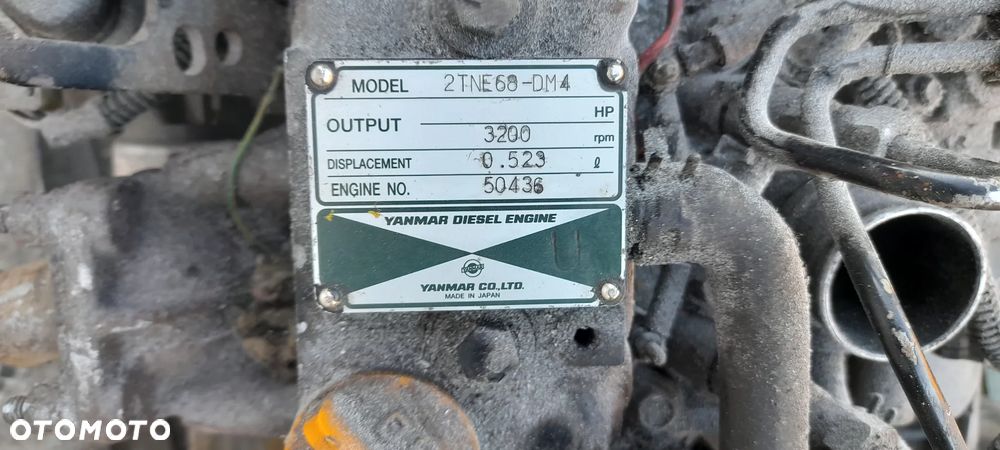 MODEL 2TNE68-DM4
HP
OUTPUT 3200 rpm
DISPLACEMENT 0.523 ℓ
ENGINE NO. 50436
YANMAR DIESEL ENGINE
U
YANMAR CO.,LTD.
MADE IN JAPAN
OTOMOTO